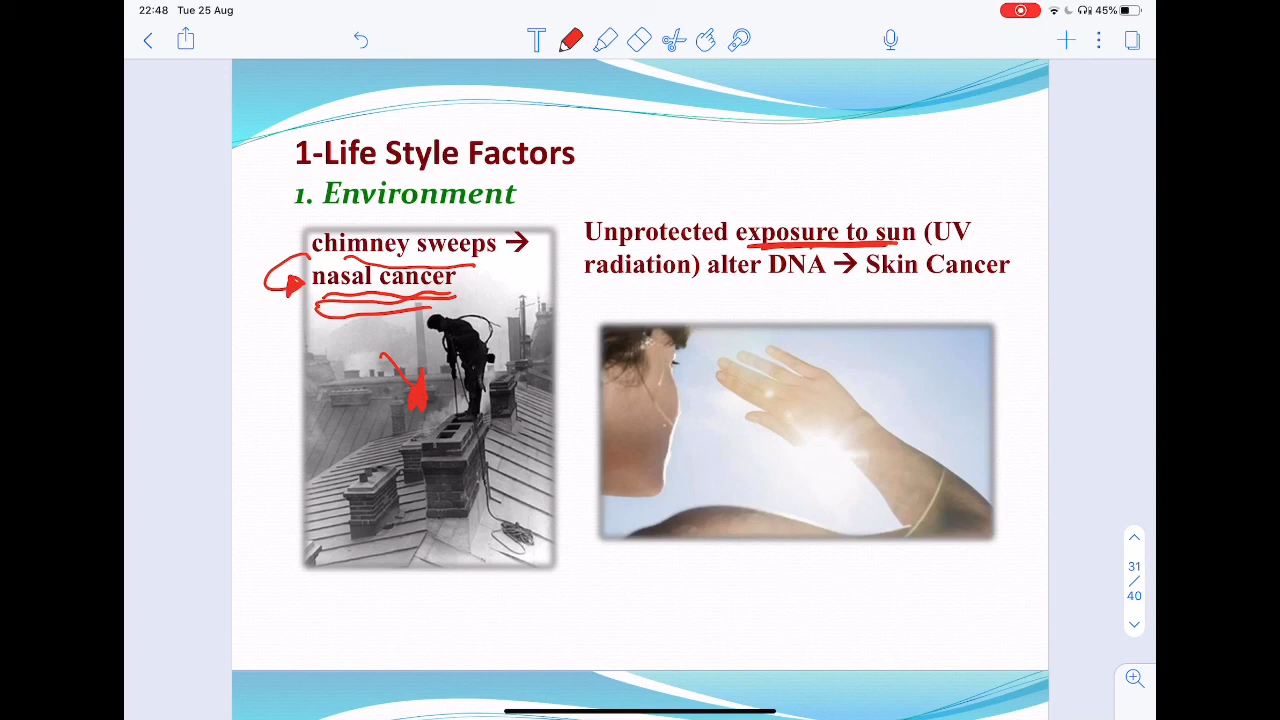 22:48 Tue 25 Aug
45%
T
1-Life Style Factors
1. Environment
chimney sweeps →
nasal cancer
Unprotected exposure to sun (UV
radiation) alter DNA → Skin Cancer
31
/
40